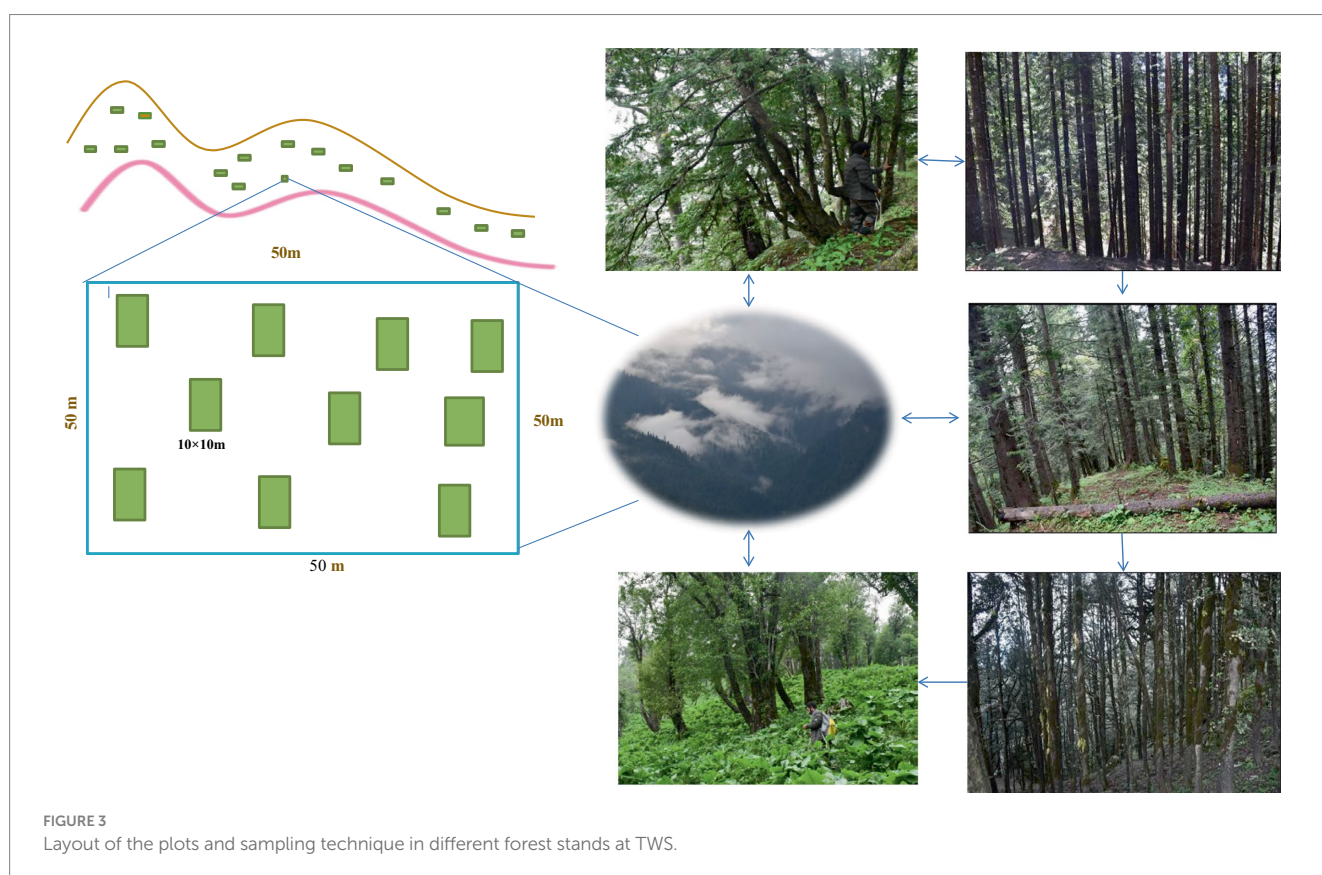 50m
50 m
50m
10×10m
50 m
FIGURE 3
Layout of the plots and sampling technique in different forest stands at TWS.